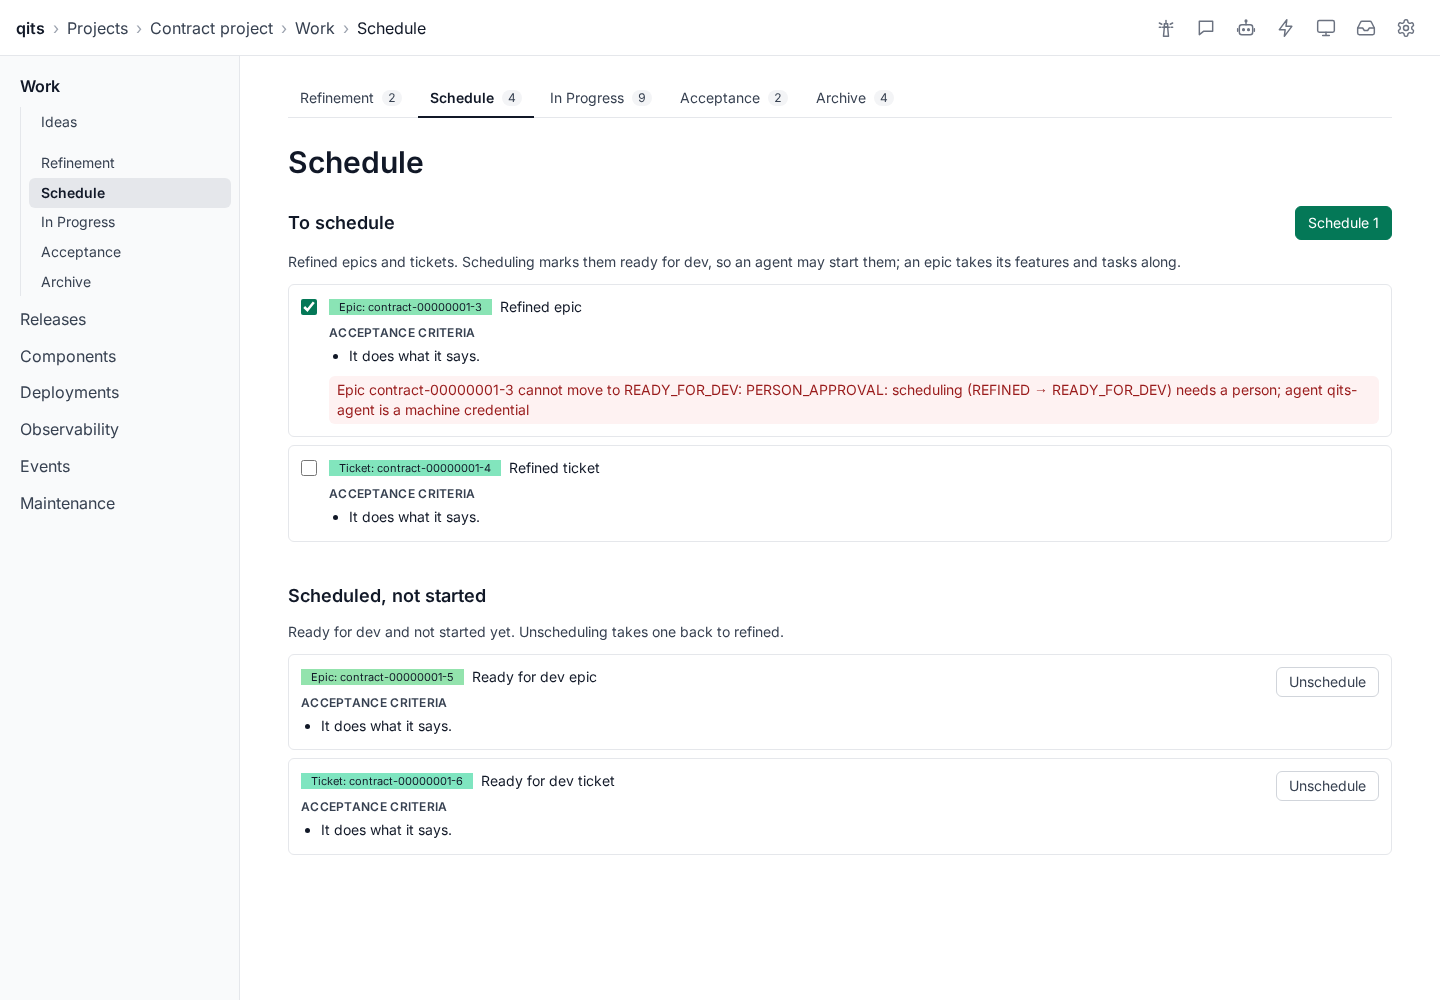 qits › Projects › Contract project › Work › Schedule
Work
Ideas
Refinement
Schedule
In Progress
Acceptance
Archive
Releases
Components
Deployments
Observability
Events
Maintenance
Refinement 2 Schedule 4 In Progress 9 Acceptance 2 Archive 4
Schedule
To schedule
Schedule 1
Refined epics and tickets. Scheduling marks them ready for dev, so an agent may start them; an epic takes its features and tasks along.
Epic: contract-00000001-3 Refined epic
ACCEPTANCE CRITERIA
• It does what it says.
Epic contract-00000001-3 cannot move to READY_FOR_DEV: PERSON_APPROVAL: scheduling (REFINED → READY_FOR_DEV) needs a person; agent qits-
agent is a machine credential
Ticket: contract-00000001-4 Refined ticket
ACCEPTANCE CRITERIA
• It does what it says.
Scheduled, not started
Ready for dev and not started yet. Unscheduling takes one back to refined.
Epic: contract-00000001-5 Ready for dev epic
Unschedule
ACCEPTANCE CRITERIA
• It does what it says.
Ticket: contract-00000001-6 Ready for dev ticket
Unschedule
ACCEPTANCE CRITERIA
• It does what it says.